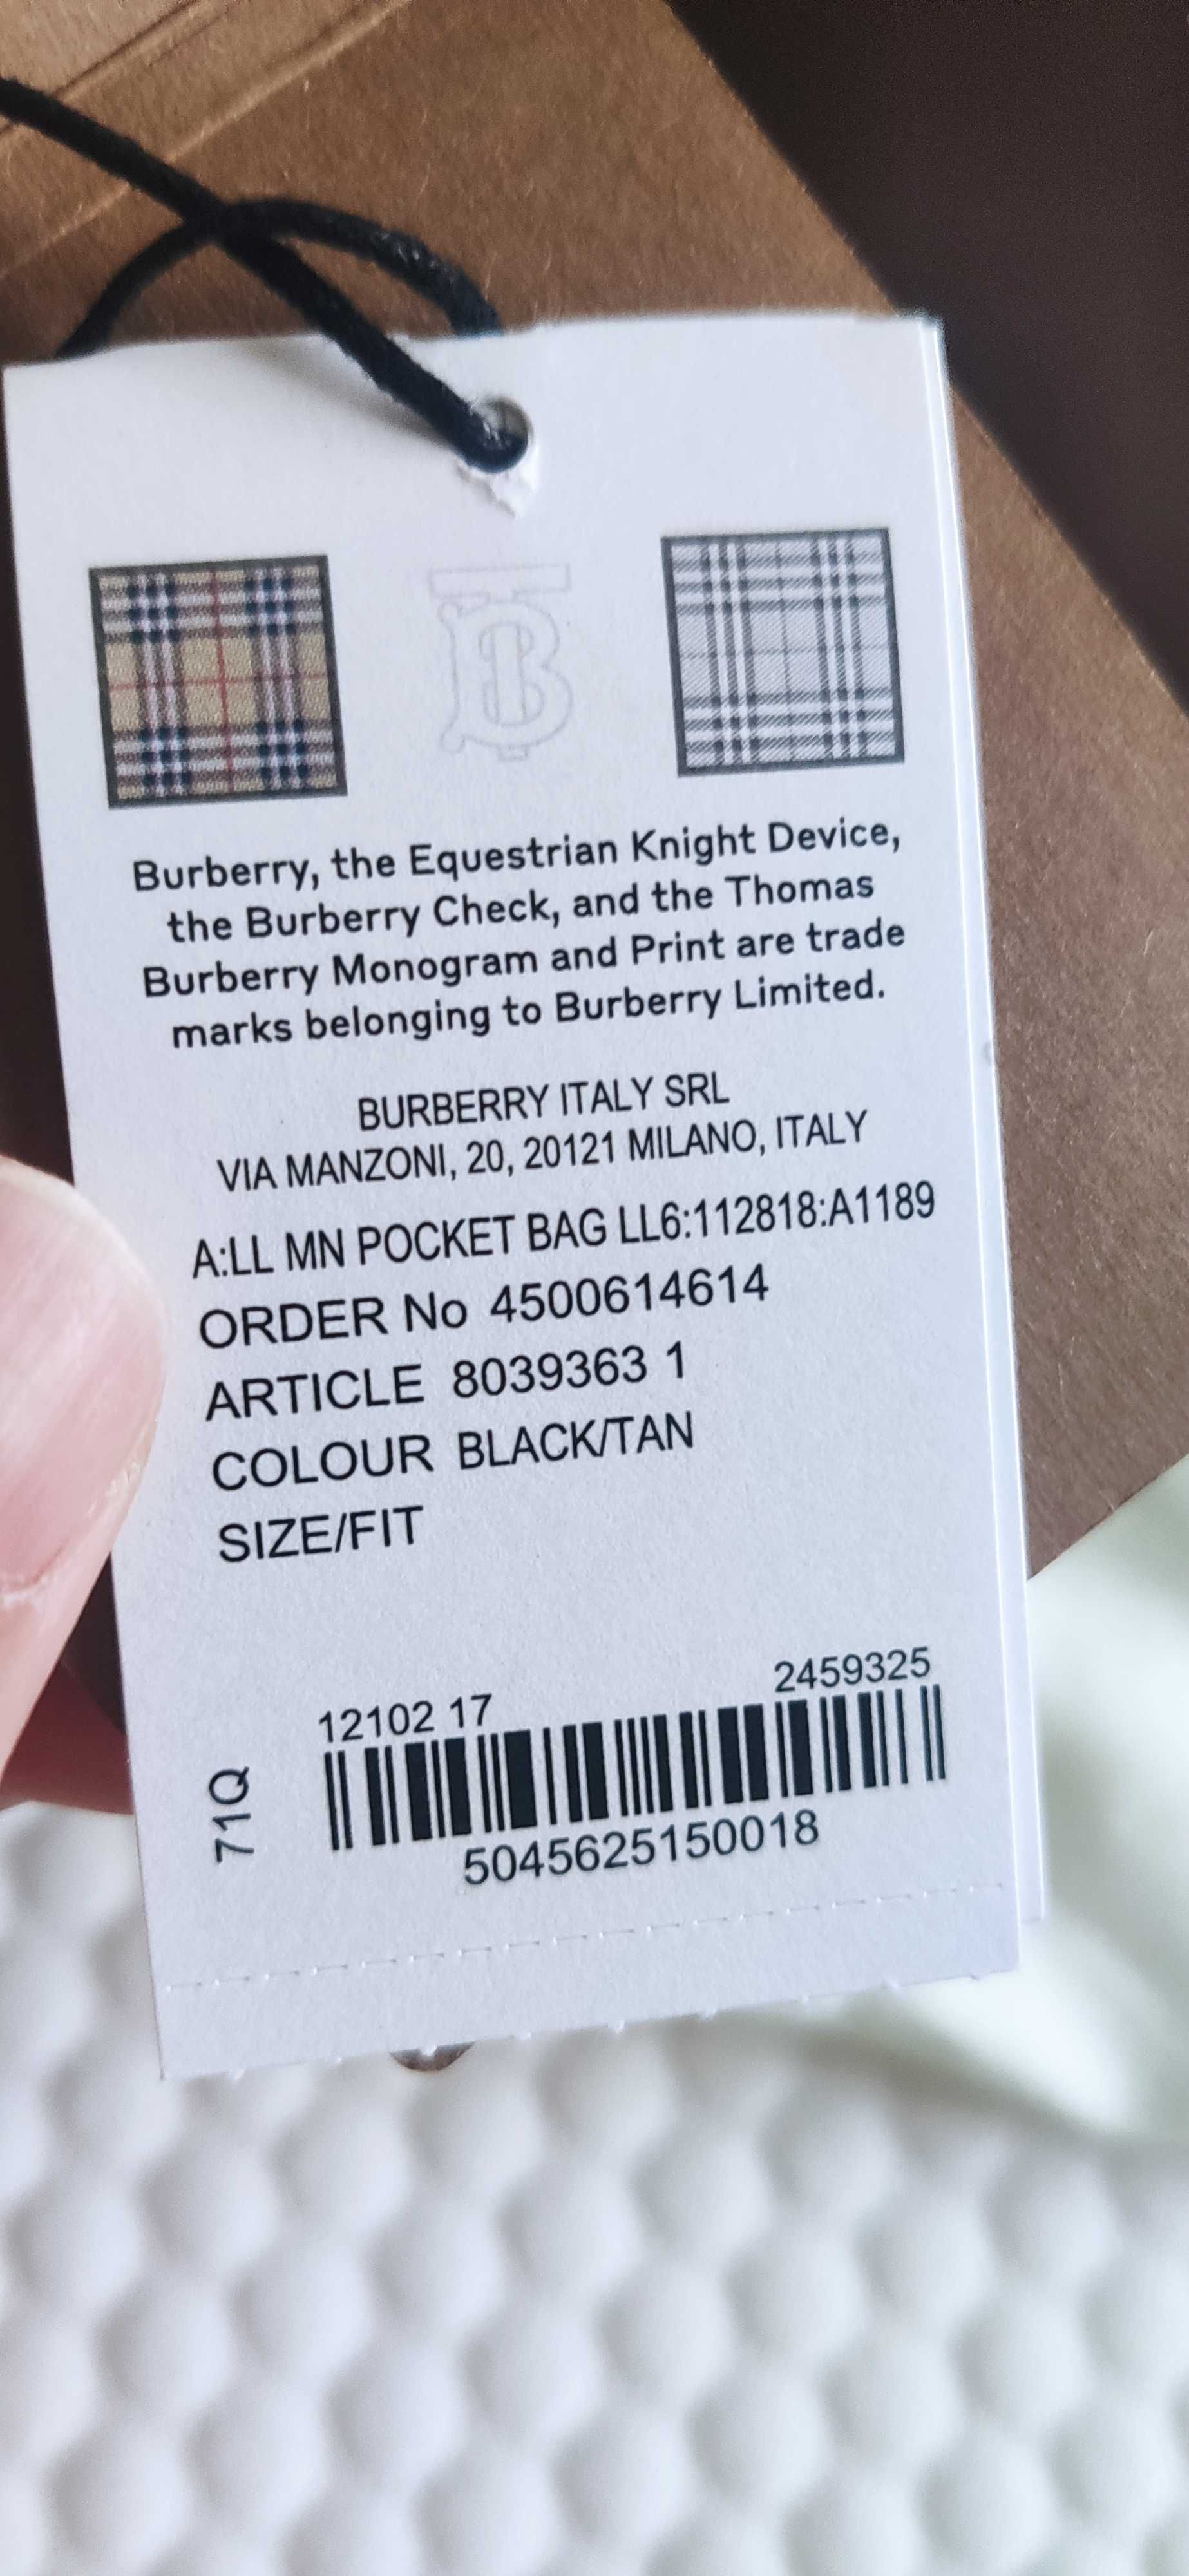 Burberry, the Equestrian Knight Device,
the Burberry Check, and the Thomas
Burberry Monogram and Print are trade
marks belonging to Burberry Limited.
BURBERRY ITALY SRL
VIA MANZONI, 20, 20121 MILANO, ITALY
A:LL MN POCKET BAG LL6:112818:A1189
ORDER No 4500614614
ARTICLE 8039363 1
COLOUR BLACK/TAN
SIZE/FIT
12102 17 2459325
71Q
5045625150018